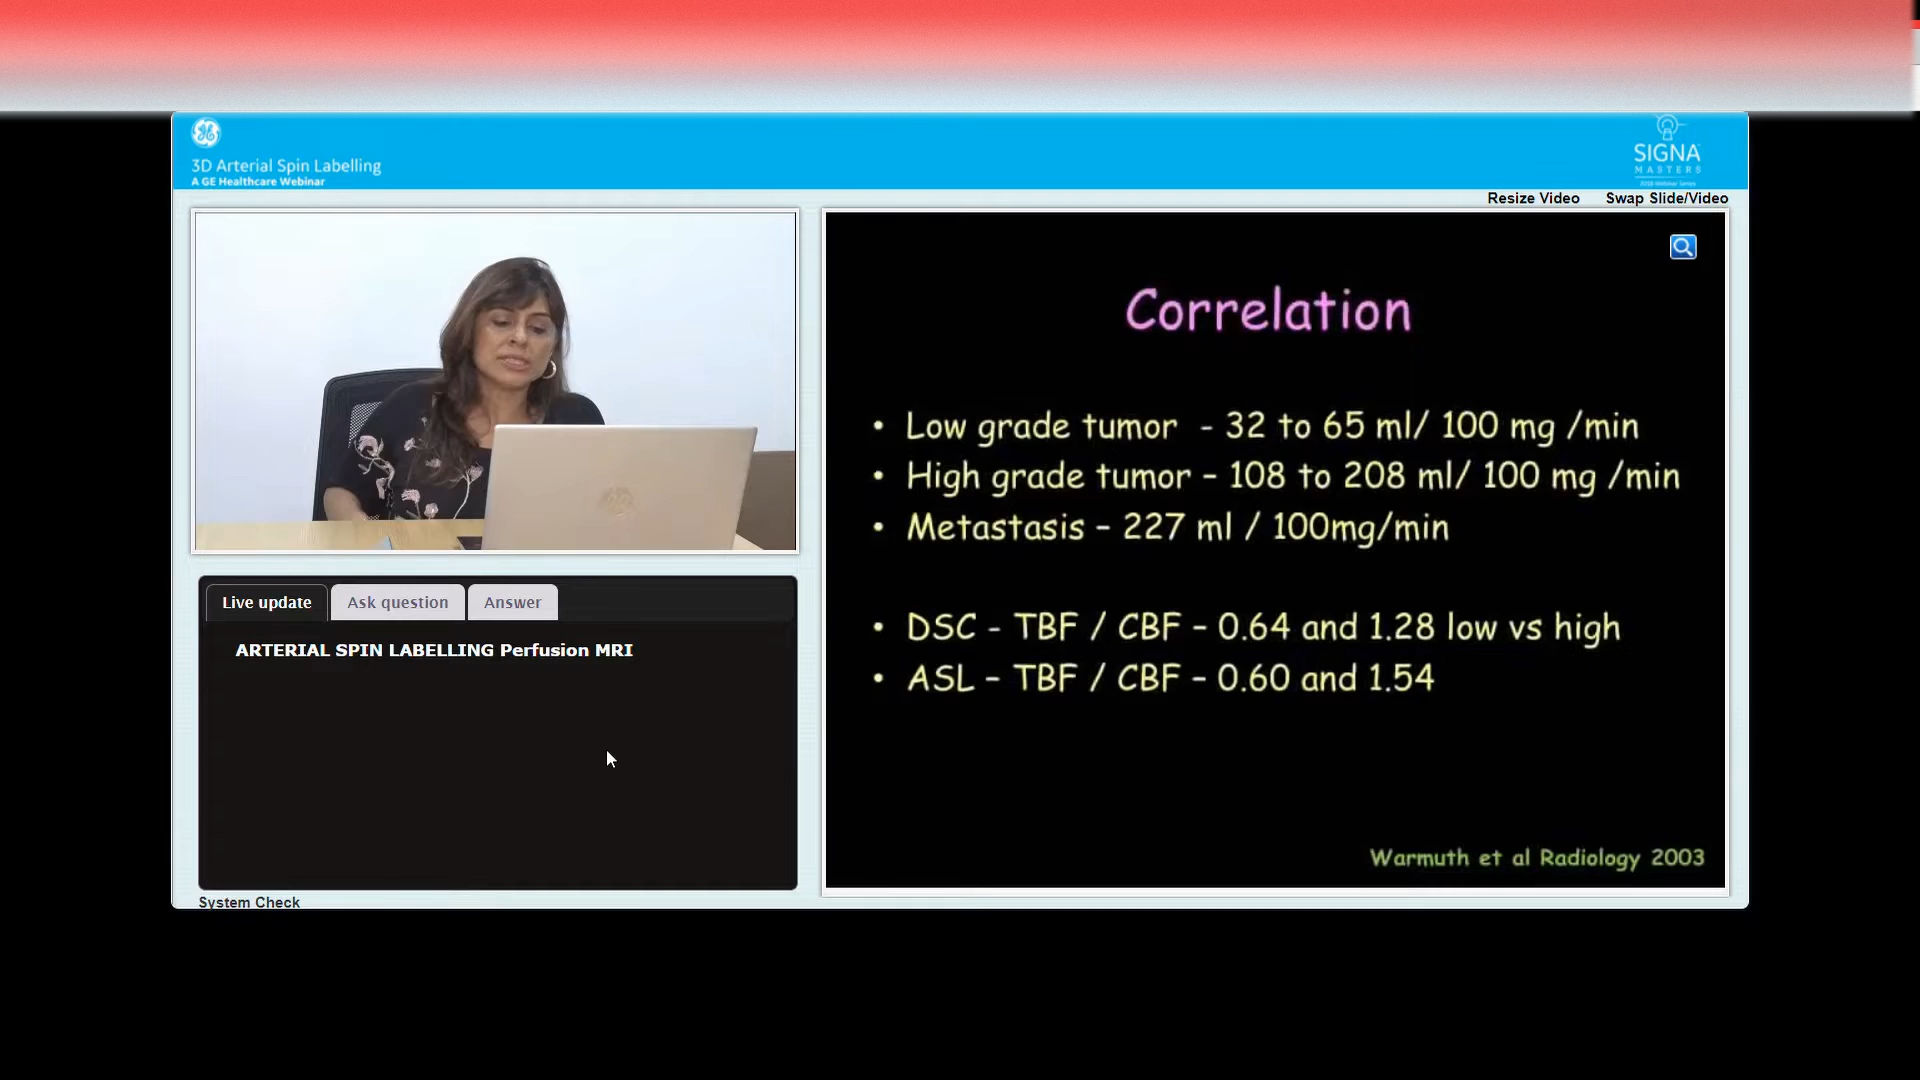 3D Arterial Spin Labelling
A GE Healthcare Webinar
SIGNA
MASTERS
2018 Webinar Series
Resize Video Swap Slide/Video
Correlation
• Low grade tumor - 32 to 65 ml/ 100 mg /min
• High grade tumor – 108 to 208 ml/ 100 mg /min
• Metastasis – 227 ml / 100mg/min
• DSC - TBF / CBF – 0.64 and 1.28 low vs high
• ASL – TBF / CBF – 0.60 and 1.54
Warmuth et al Radiology 2003
Live update Ask question Answer
ARTERIAL SPIN LABELLING Perfusion MRI
System Check